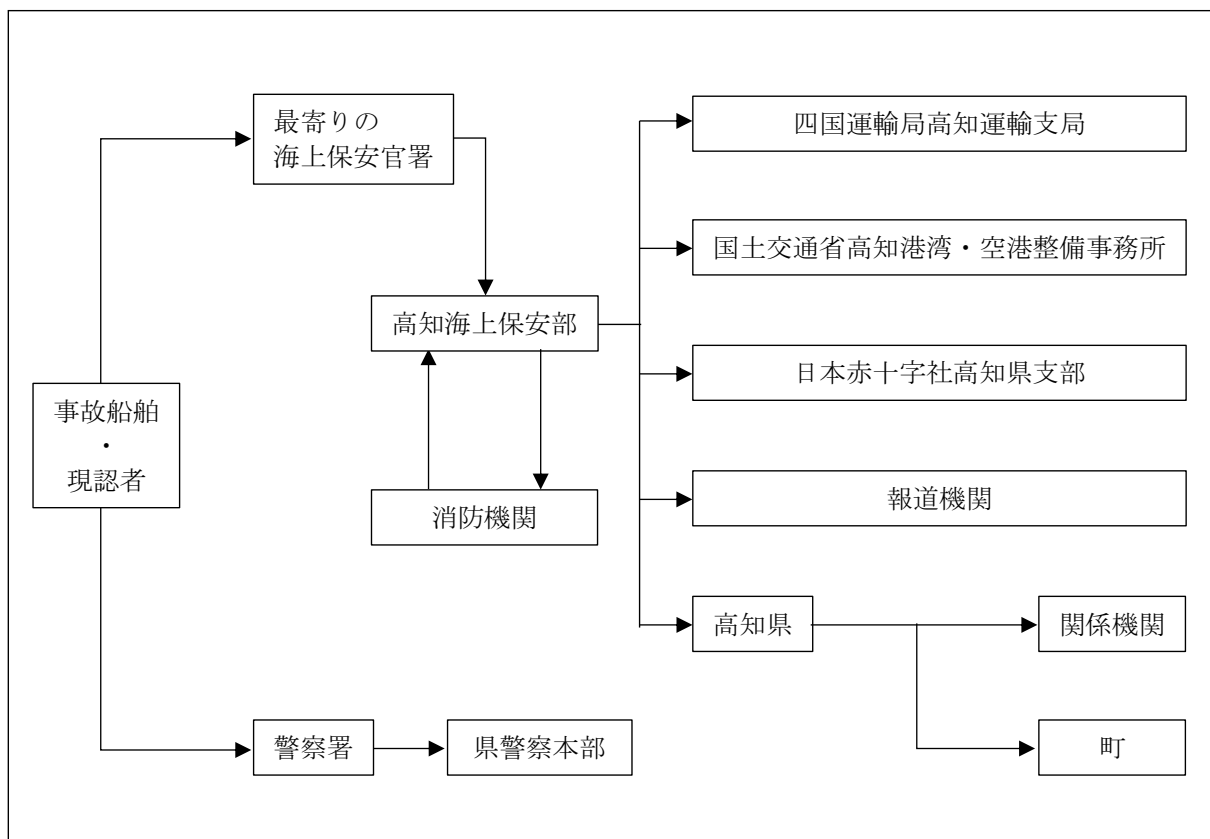 最寄りの
海上保安官署
四国運輸局高知運輸支局
国土交通省高知港湾・空港整備事務所
高知海上保安部
日本赤十字社高知県支部
事故船舶
・
現認者
消防機関
報道機関
高知県
関係機関
警察署
県警察本部
町